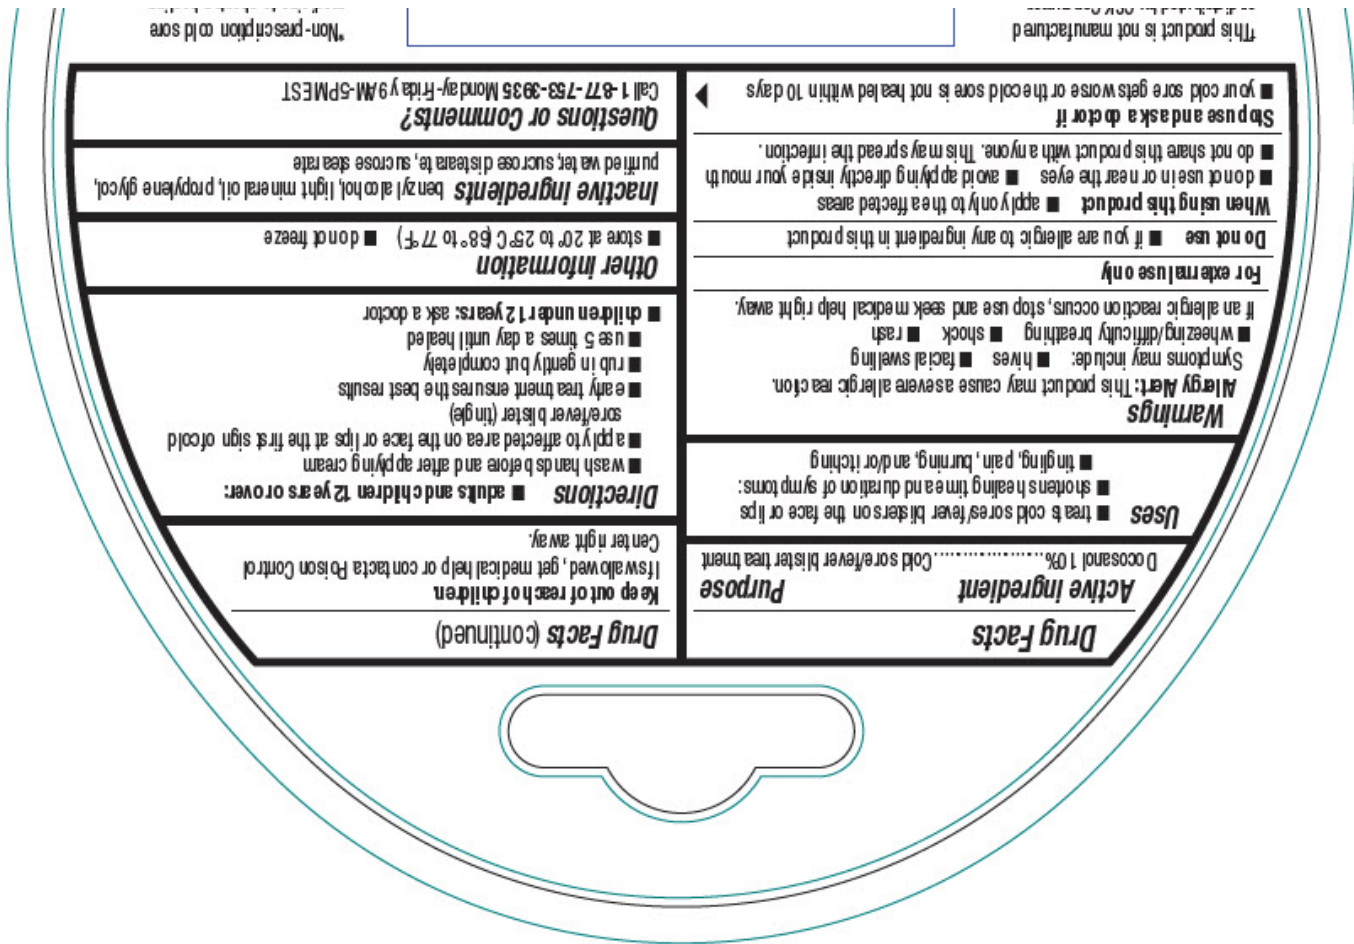 Drug Facts
Active ingredient Purpose
Docosanol 10%....................Cold sore/fever blister treatment
Uses ■ treats cold sores/fever blisters on the face or lips
■ shortens healing time and duration of symptoms:
■ tingling, pain, burning, and/or itching
Warnings
Allergy Alert: This product may cause a severe allergic reaction.
Symptoms may include: ■ hives ■ facial swelling
■ wheezing/difficulty breathing ■ shock ■ rash
If an allergic reaction occurs, stop use and seek medical help right away.
For external use only
Do not use ■ if you are allergic to any ingredient in this product
When using this product ■ apply only to the affected areas
■ do not use in or near the eyes ■ avoid applying directly inside your mouth
■ do not share this product with anyone. This may spread the infection.
Stop use and ask a doctor if
■ your cold sore gets worse or the cold sore is not healed within 10 days
Drug Facts (continued)
Keep out of reach of children.
If swallowed, get medical help or contact a Poison Control
Center right away.
Directions ■ adults and children 12 years or over:
■ wash hands before and after applying cream
■ apply to affected area on the face or lips at the first sign of cold
sore/fever blister (tingle)
■ early treatment ensures the best results
■ rub in gently but completely
■ use 5 times a day until healed
■ children under 12 years: ask a doctor
Other information
■ store at 20° to 25°C (68° to 77°F) ■ do not freeze
Inactive ingredients benzyl alcohol, light mineral oil, propylene glycol,
purified water, sucrose distearate, sucrose stearate
Questions or Comments?
Call 1-877-753-3935 Monday-Friday 9AM-5PM EST
†This product is not manufactured
*Non-prescription cold sore